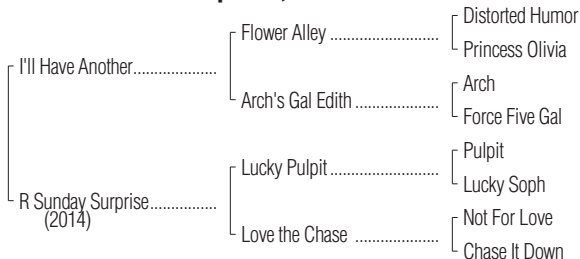 Distorted Humor
Flower Alley ........................
Princess Olivia
I'll Have Another...................
Arch
Arch's Gal Edith ...................
Force Five Gal
Pulpit
Lucky Pulpit ........................
Lucky Soph
R Sunday Surprise................
(2014)
Not For Love
Love the Chase ...................
Chase It Down